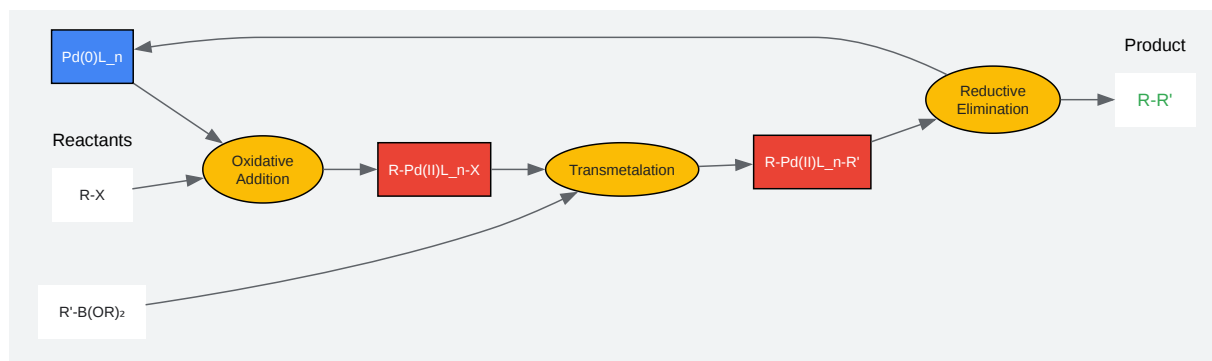 Pd(0)L_n
Reactants
R-X
R'-B(OR)₂
Oxidative
Addition
R-Pd(II)L_n-X
Transmetalation
R-Pd(II)L_n-R'
Reductive
Elimination
Product
R-R'